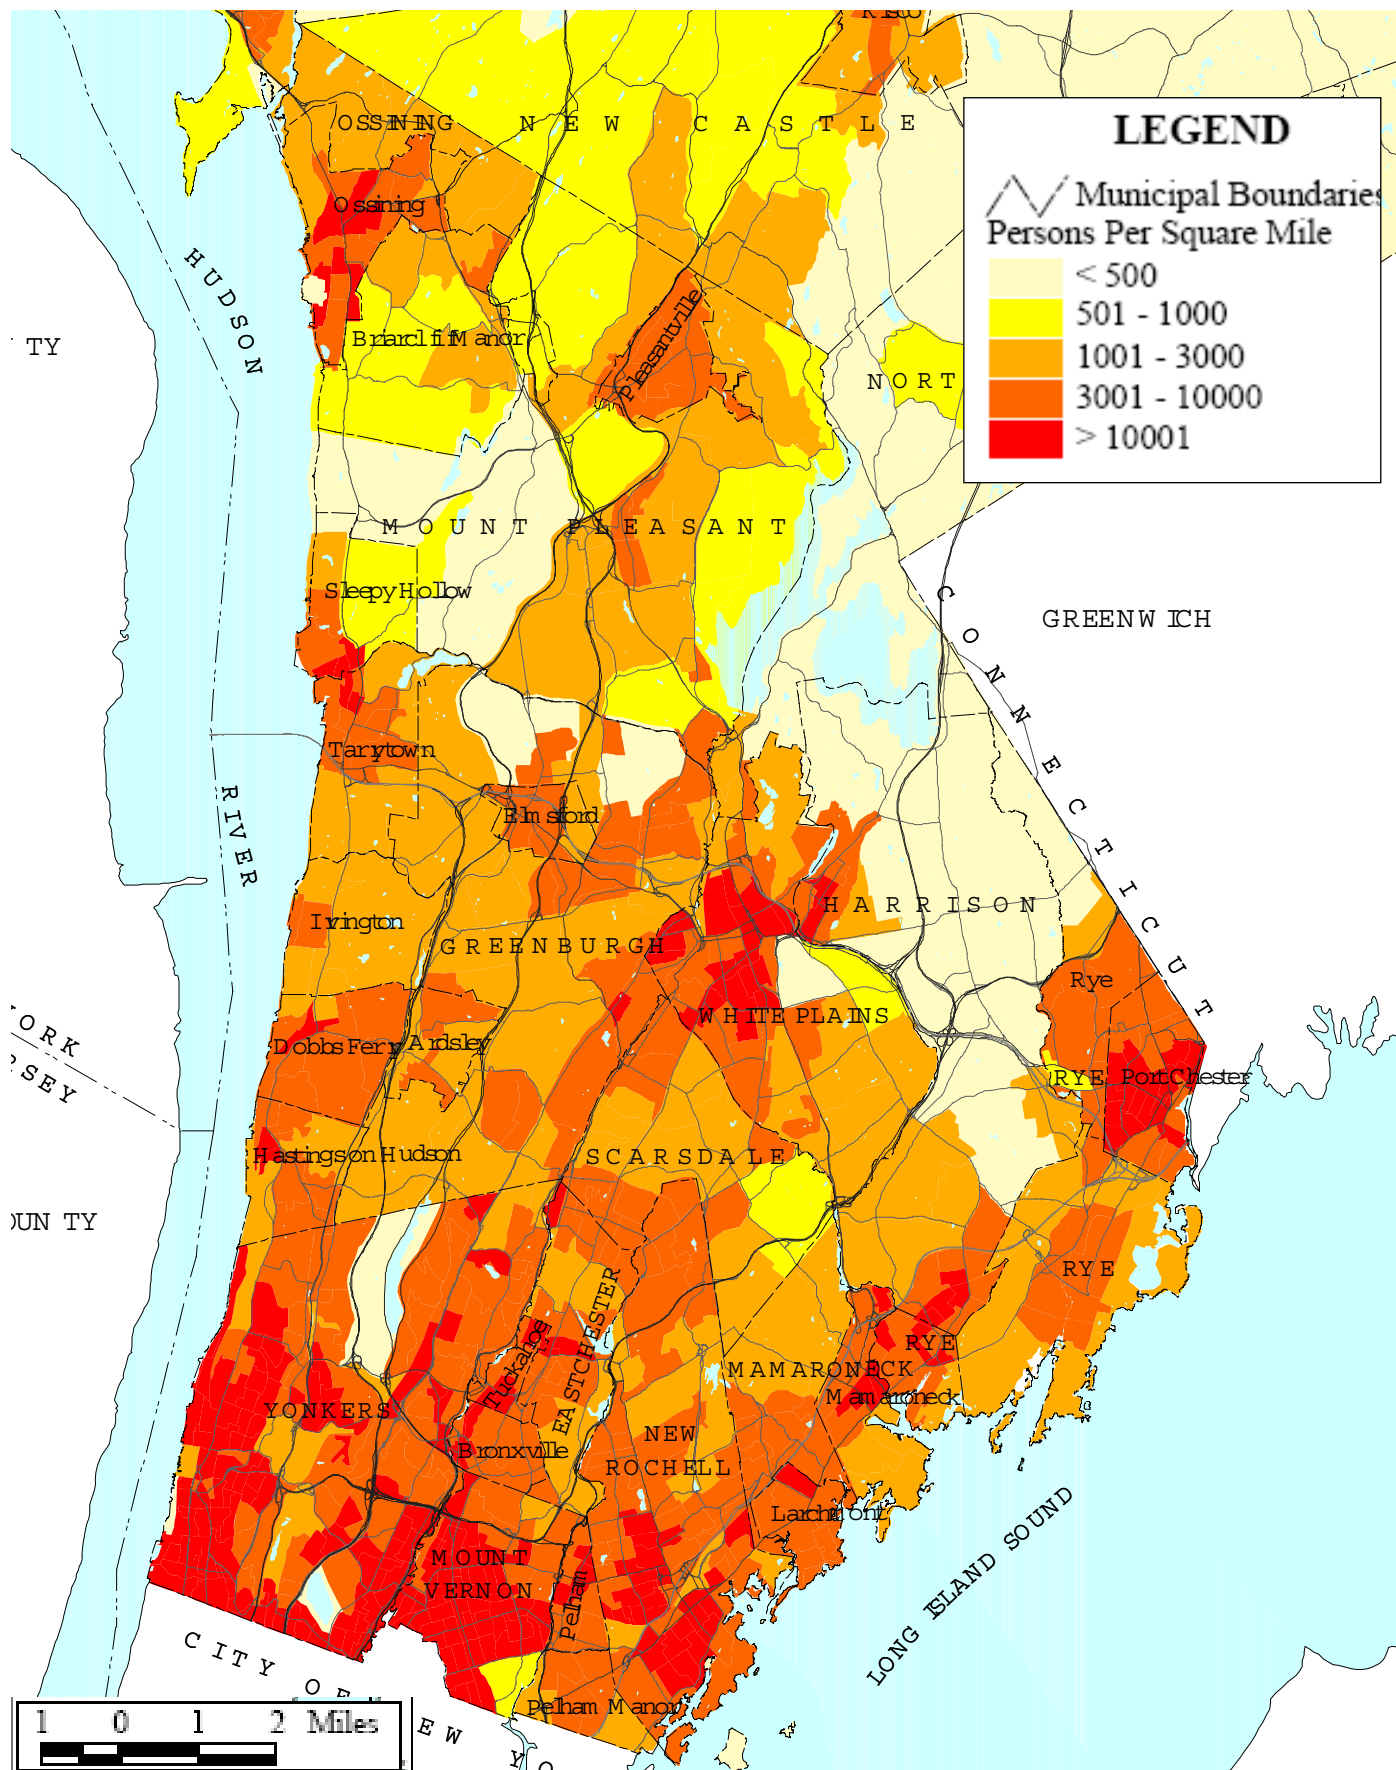 OSSINING
NEW CASTLE
LEGEND
Municipal Boundaries
Persons Per Square Mile
< 500
501 - 1000
1001 - 3000
3001 - 10000
> 10001
Ossining
HUDSON
TY
Briarcliff Manor
Pleasantville
NORT
MOUNT PLEASANT
Sleepy Hollow
CONNECTICUT
GREENWICH
Tarrytown
RIVER
Elmsford
HARRISON
Irvington
GREENBURGH
Rye
WHITE PLAINS
YORK
RSEY
Dobbs Ferry
Ardsley
RYE
Port Chester
Hastings on Hudson
SCARSDALE
OUNTY
RYE
EASTCHESTER
Tuckahoe
RYE
MAMARONECK
Mamaroneck
YONKERS
Bronxville
NEW
ROCHELL
Larchmont
LONG ISLAND SOUND
MOUNT
VERNON
Pelham
CITY OF NEW YO
Pelham Manor
1 0 1 2 Miles